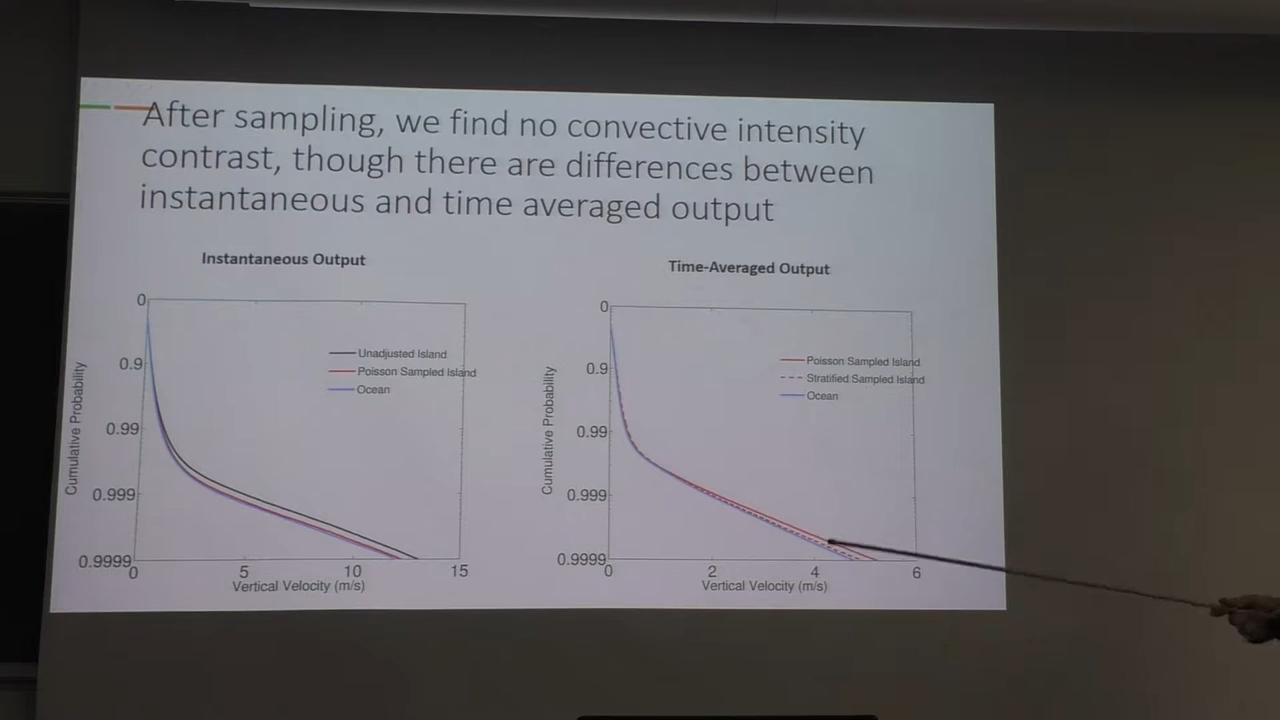 After sampling, we find no convective intensity
contrast, though there are differences between
instantaneous and time averaged output
Instantaneous Output
0
0.9
0.99
0.999
0.9999
Cumulative Probability
Unadjusted Island
Poisson Sampled Island
Ocean
0 5 10 15
Vertical Velocity (m/s)
Time-Averaged Output
0
0.9
0.99
0.999
0.9999
Cumulative Probability
Poisson Sampled Island
Stratified Sampled Island
Ocean
0 2 4 6
Vertical Velocity (m/s)